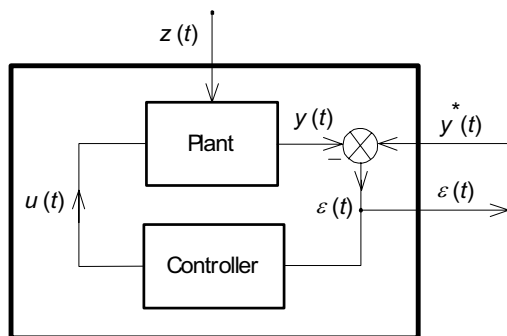 z (t)
Plant
y (t)
y*(t)
−
u (t)
ε (t)
ε (t)
Controller